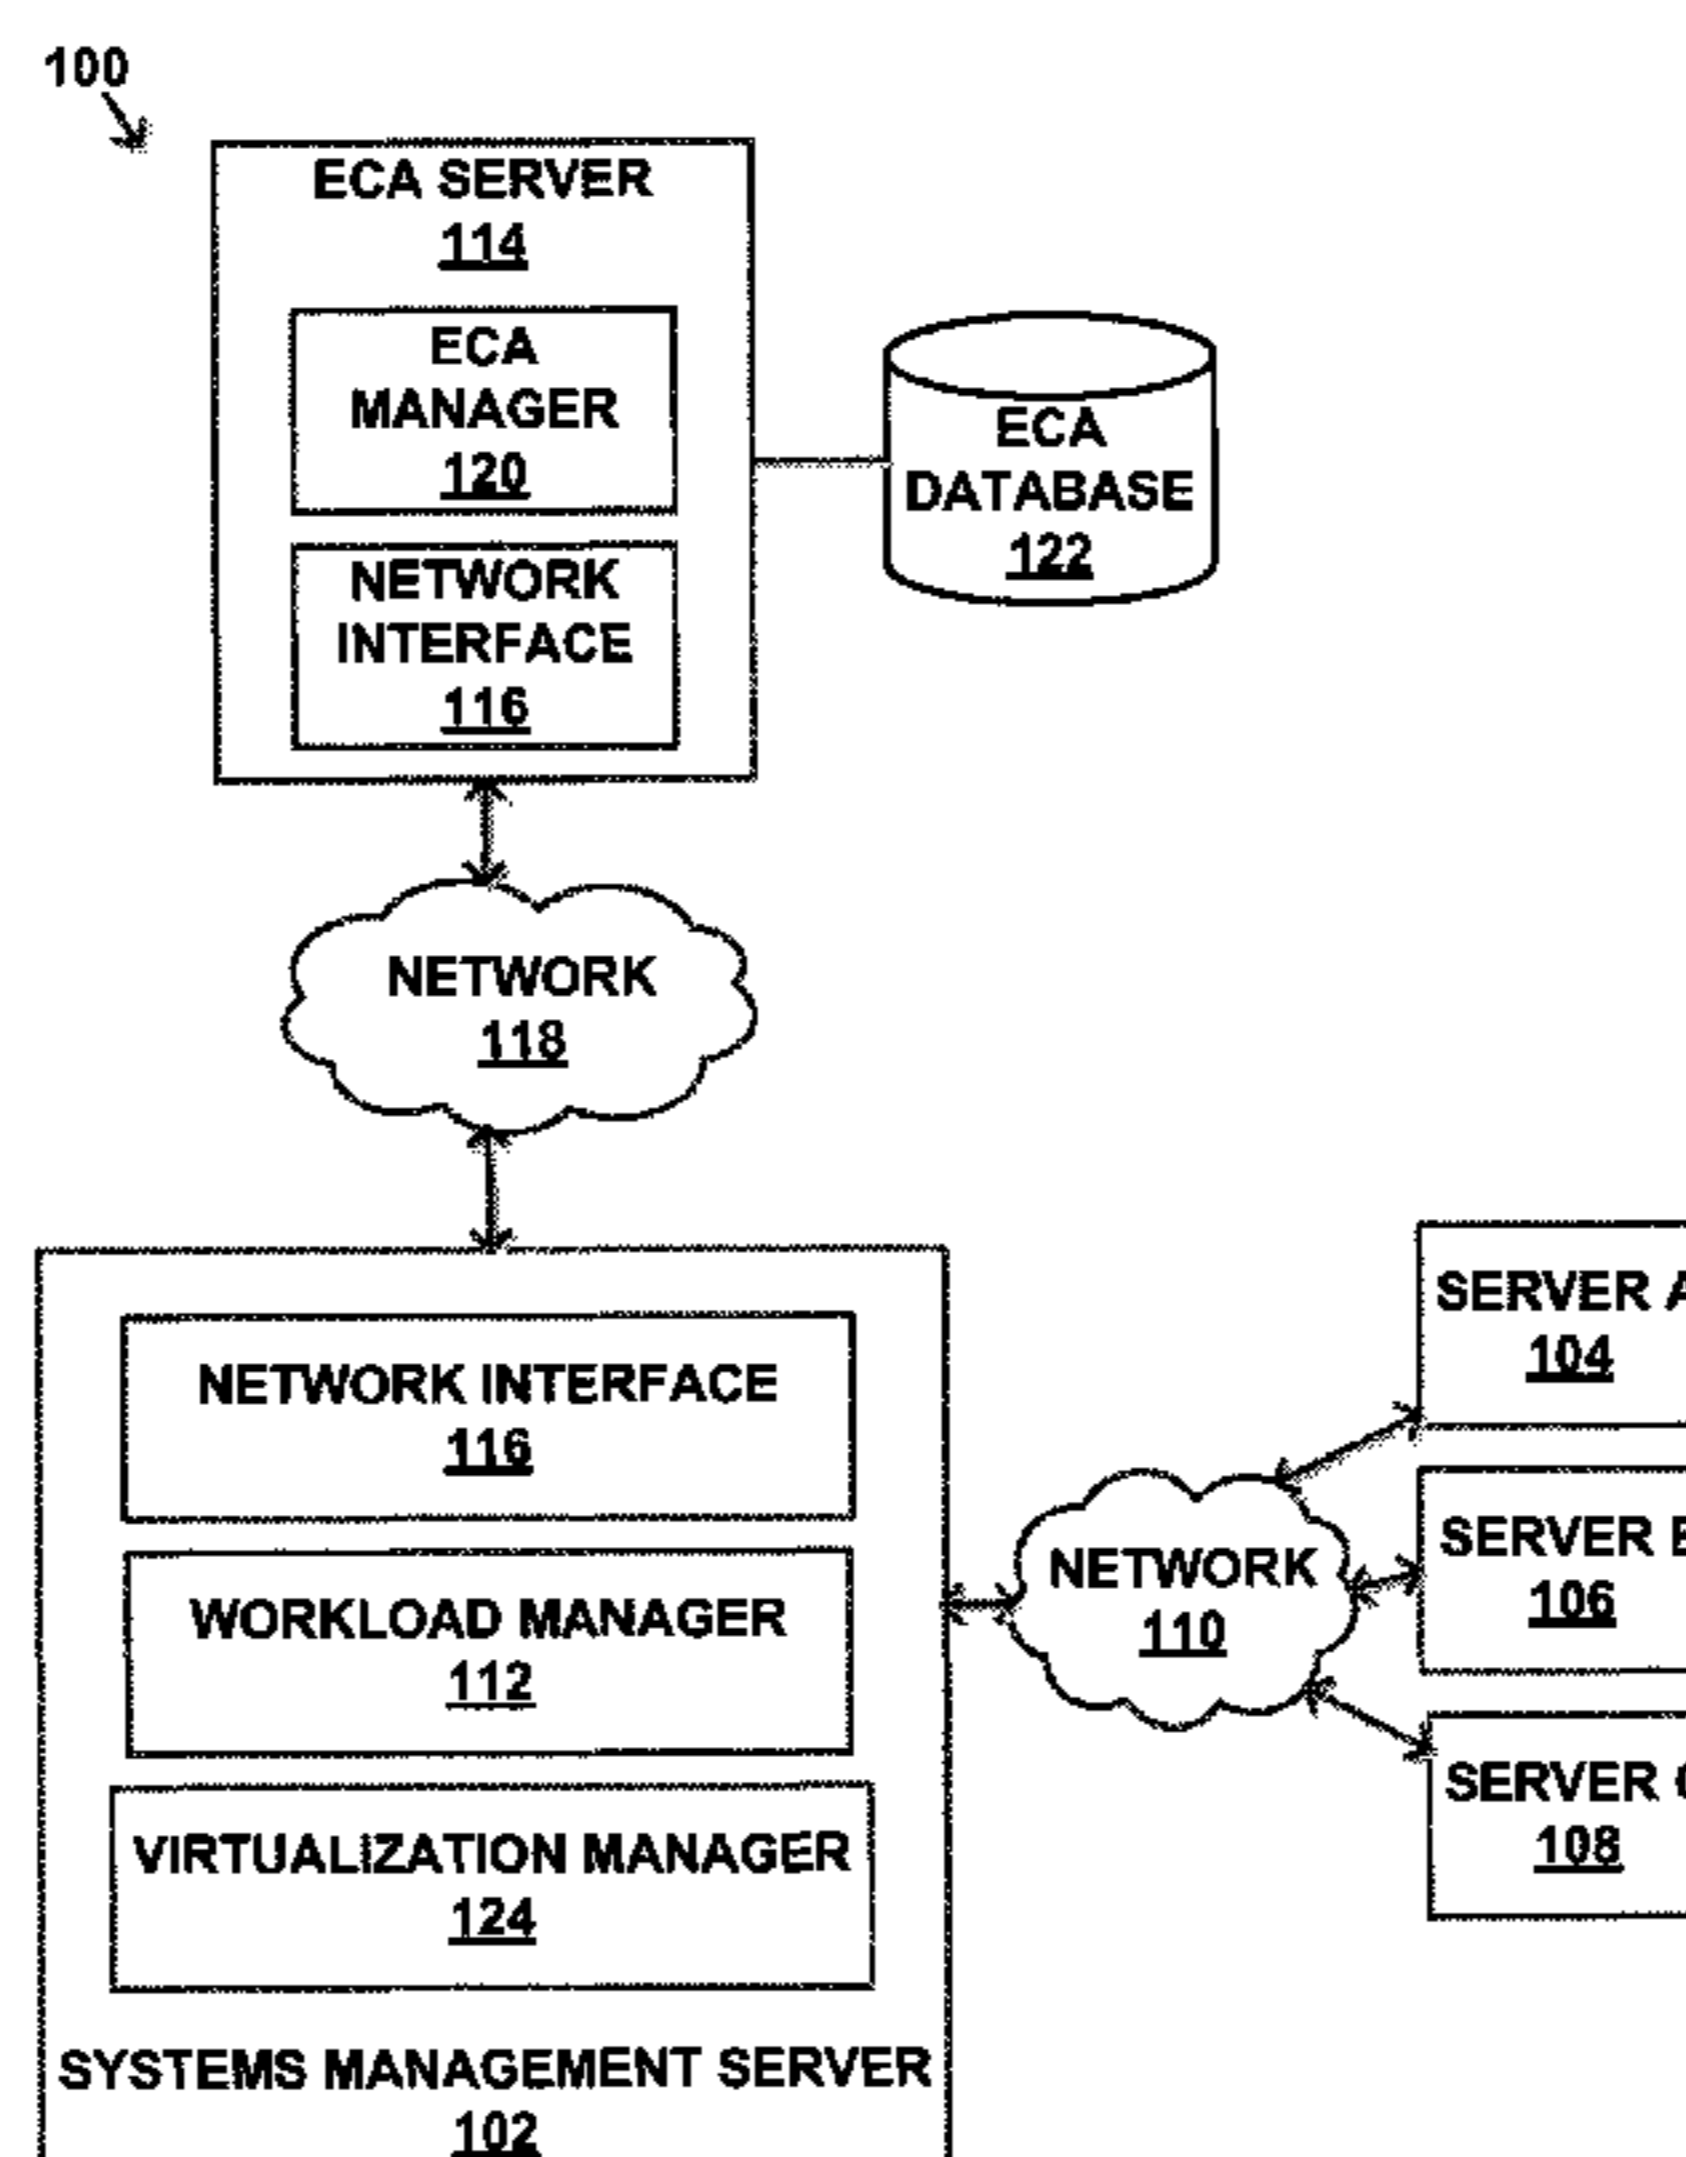 100
ECA SERVER
114
ECA
MANAGER
120
NETWORK
INTERFACE
116
ECA
DATABASE
122
NETWORK
118
NETWORK INTERFACE
116
WORKLOAD MANAGER
112
VIRTUALIZATION MANAGER
124
SYSTEMS MANAGEMENT SERVER
102
NETWORK
110
SERVER A
104
SERVER
106
SERVER
108